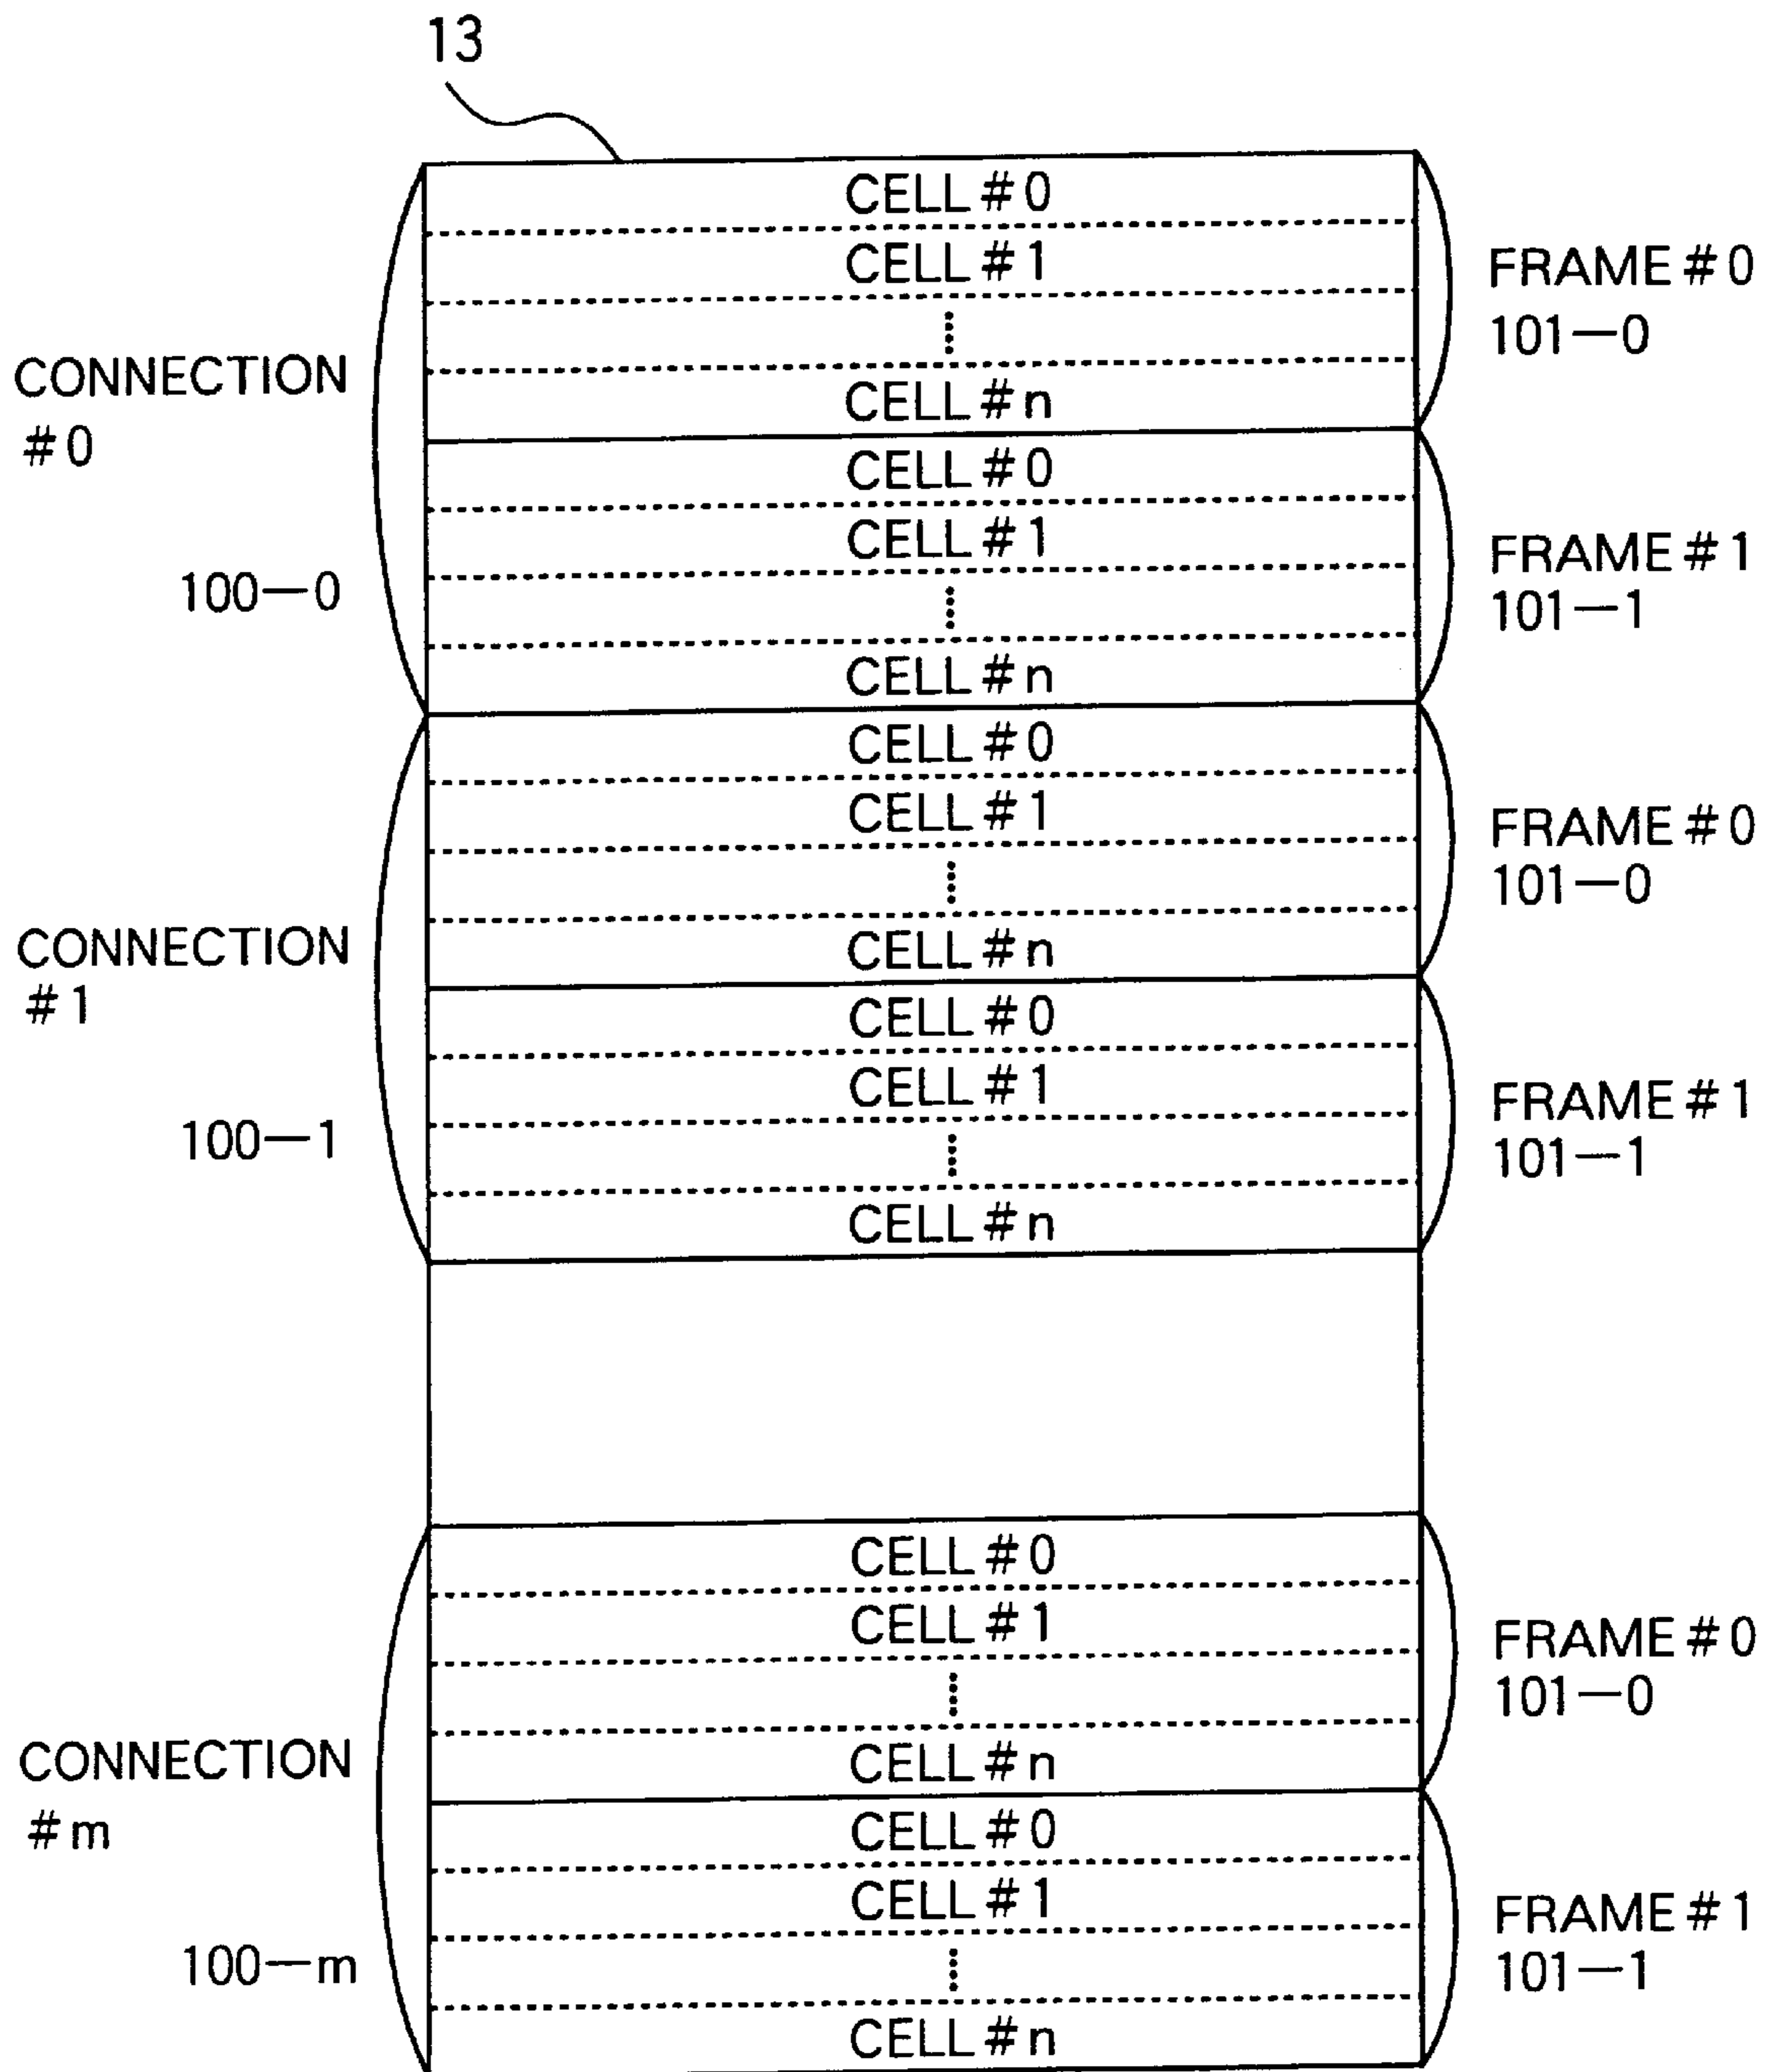 13
CELL #0
CELL #1
FRAME #0
101—0
CONNECTION
#0
CELL #n
CELL #0
CELL #1
FRAME #1
100—0
101—1
CELL #n
CELL #0
CELL #1
FRAME #0
101—0
CONNECTION
#1
CELL #n
CELL #0
CELL #1
FRAME #1
100—1
101—1
CELL #n
CELL #0
CELL #1
FRAME #0
101—0
CONNECTION
#m
CELL #n
CELL #0
CELL #1
FRAME #1
100—m
101—1
CELL #n